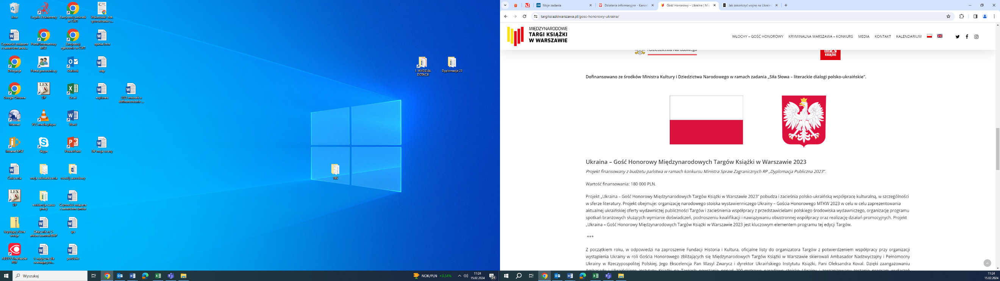 Kosz
Legalis Zewnetrzny
Zarejestruj wniosek
w CWT
Wskazówki_dot.
sporządzania s...
Czynności związane
z zawarciem anek...
Portal Internetowy
MSZ
Zarejestruj
zgłoszenie w CWT
opinia Izera
Delegacje
Portal pracowniczy
Outlook
odp
Google Chrome
SIP
Excel
explorers
2023 wniosek o
dofinansowanie ...
Internet
VLC media player
Word
Intranet MSZ
Skype
PowerPoint
DP moje oceny
Ćwiczenia
moje zaświadczenia
rozwój zawodowy
SIP
ewidencja czasu
pracy
Czynności związane
z zawarciem umów
logotypy_różne
wersje
Załącznik nr 5-
arkusz kontroli BHP
qrs
ABBYY FineReader
PDF
1. wytyczne dla
oceniających...
portfolio
1. WYDZIAŁ
DOTACJI
Dyplomacja 23
TBS
Wyszukaj
NOK/PLN +0,34%
11:24
15.02.2024
24
Moje zadania
Działania informacyjne - Kancel
Gość Honorowy – Ukraina | Mię
Jak zakończyć wojnę na Ukraini
targiksiazkiwarszawa.pl/gosc-honorowy-ukraina/
MIĘDZYNARODOWE
TARGI KSIĄŻKI
W WARSZAWIE
WŁOCHY – GOŚĆ HONOROWY
KRYMINALNA WARSZAWA – KONKURS
MEDIA
KONTAKT
KALENDARIUM
i Dziedzictwa Narodowego
KSIĄŻKI
Dofinansowano ze środków Ministra Kultury i Dziedzictwa Narodowego w ramach zadania „Siła Słowa – literackie dialogi polsko-ukraińskie”.
Ukraina – Gość Honorowy Międzynarodowych Targów Książki w Warszawie 2023
Projekt finansowany z budżetu państwa w ramach konkursu Ministra Spraw Zagranicznych RP „Dyplomacja Publiczna 2023”.
Wartość finansowania: 180 000 PLN.
Projekt „Ukraina – Gość Honorowy Międzynarodowych Targów Książki w Warszawie 2023” pobudza i zacieśnia polsko-ukraińską współpracę kulturalną, w szczególności
w sferze literatury. Projekt obejmuje: organizację narodowego stoiska wystawienniczego Ukrainy – Gościa Honorowego MTKW 2023 w celu w celu zaprezentowania
aktualnej ukraińskiej oferty wydawniczej publiczności Targów i zacieśnienia współpracy z przedstawicielami polskiego środowiska wydawniczego, organizację programu
spotkań branżowych służących wymianie doświadczeń, podnoszeniu kwalifikacji i nawiązywaniu obustronnej współpracy oraz realizację działań promocyjnych. Projekt
„Ukraina – Gość Honorowy Międzynarodowych Targów Książki w Warszawie 2023 jest kluczowym elementem programu tej edycji Targów.
***
Z początkiem roku, w odpowiedzi na zaproszenie Fundacji Historia i Kultura, oficjalne listy do organizatora Targów z potwierdzeniem współpracy przy organizacji
wystąpienia Ukrainy w roli Gościa Honorowego zbliżających się Międzynarodowych Targów Książki w Warszawie skierowali Ambasador Nadzwyczajny i Pełnomocny
Ukrainy w Rzeczypospolitej Polskiej, Jego Ekscelencja Pan Wasyl Zwarycz i dyrektor Ukraińskiego Instytutu Książki, Pani Oleksandra Koval. Dzięki zaangażowaniu
Ambasady i Ukraińskiego Instytutu Książki na Targach powstanie ponad 200-metrowe narodowe stoisko Ukrainy i zorganizowany zostanie program wydarzeń
11:24
15.02.2024